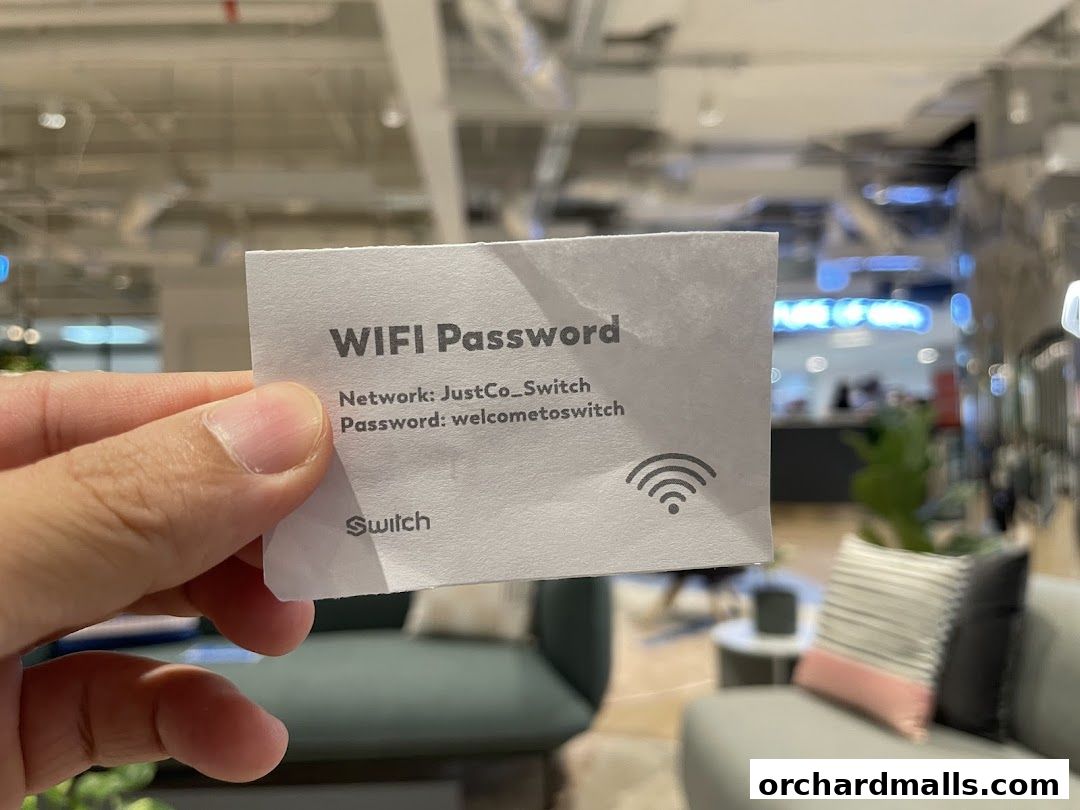 WIFI Password
Network: JustCo_Switch
Password: welcometoswitch
Switch
orchardmalls.com